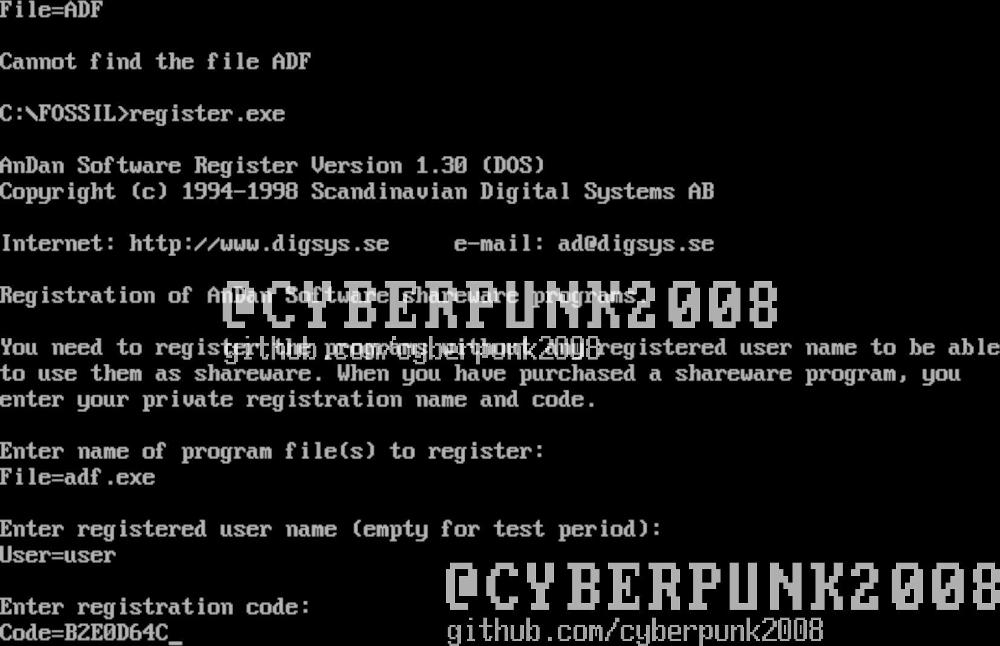 File=ADF
Cannot find the file ADF
C:\FOSSIL>register.exe
AnDan Software Register Version 1.30 (DOS)
Copyright (c) 1994-1998 Scandinavian Digital Systems AB
Internet: http://www.digsys.se     e-mail: ad@digsys.se
Registration of AnDan Software shareware programs.
@CYBERPUNK2008
github.com/cyberpunk2008
You need to register the programs without any registered user name to be able
to use them as shareware. When you have purchased a shareware program, you
enter your private registration name and code.
Enter name of program file(s) to register:
File=adf.exe
Enter registered user name (empty for test period):
User=user
@CYBERPUNK2008
Enter registration code:
Code=B2E0D64C_
github.com/cyberpunk2008